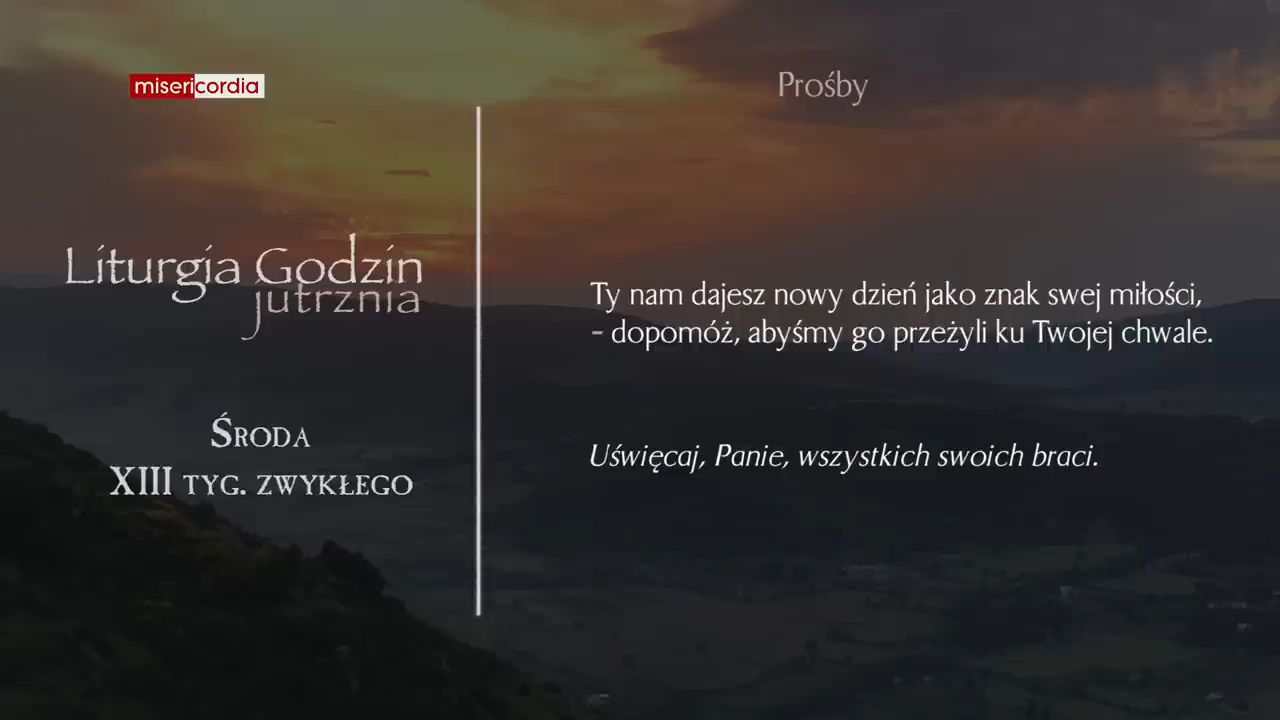 misericordia
Prośby
Liturgia Godzin
jutrznia
Środa
XIII tyg. zwykłego
Ty nam dajesz nowy dzień jako znak swej miłości,
- dopomóż, abyśmy go przeżyli ku Twojej chwale.
Uświęcaj, Panie, wszystkich swoich braci.